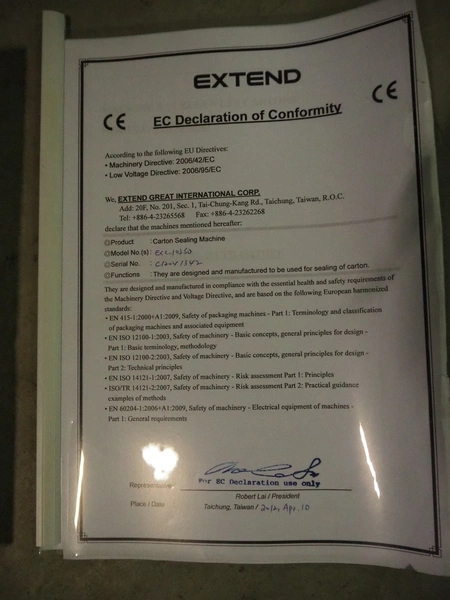 EXTEND
CE
CE
EC Declaration of Conformity
According to the following EU Directives:
• Machinery Directive: 2006/42/EC
• Low Voltage Directive: 2006/95/EC
We, EXTEND GREAT INTERNATIONAL CORP.
Add: 20F, No. 201, Sec. 1, Tai-Chung-Kang Rd., Taichung, Taiwan, R.O.C.
Tel: +886-4-23265568 Fax: +886-4-23262268
declare that the machines mentioned hereafter:
Product : Carton Sealing Machine
Model No.(s):
Serial No. :
Functions : They are designed and manufactured to be used for sealing of carton.
They are designed and manufactured in compliance with the essential health and safety requirements of
the Machinery Directive and Voltage Directive, and are based on the following European harmonized
standards:
• EN 415-1:2000+A1:2009, Safety of packaging machines - Part 1: Terminology and classification
of packaging machines and associated equipment
• EN ISO 12100-1:2003, Safety of machinery - Basic concepts, general principles for design -
Part 1: Basic terminology, methodology
• EN ISO 12100-2:2003, Safety of machinery - Basic concepts, general principles for design -
Part 2: Technical principles
• EN ISO 14121-1:2007, Safety of machinery - Risk assessment Part 1: Principles
• ISO/TR 14121-2:2007, Safety of machinery - Risk assessment Part 2: Practical guidance
examples of methods
• EN 60204-1:2006+A1:2009, Safety of machinery - Electrical equipment of machines -
Part 1: General requirements
For EC Declaration use only
Representative
Robert Lai / President
Place / Date Taichung, Taiwan / 2012, Apr. 10